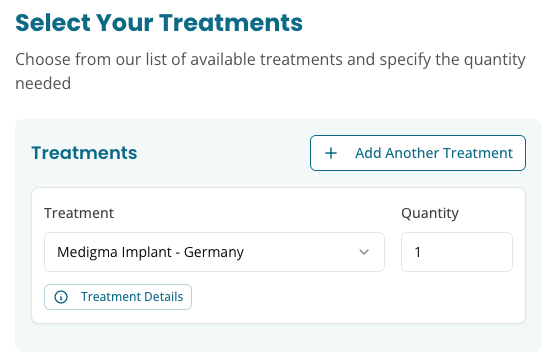 Select Your Treatments
Choose from our list of available treatments and specify the quantity
needed
Treatments
Add Another Treatment
Treatment
Quantity
Medigma Implant - Germany
1
Treatment Details